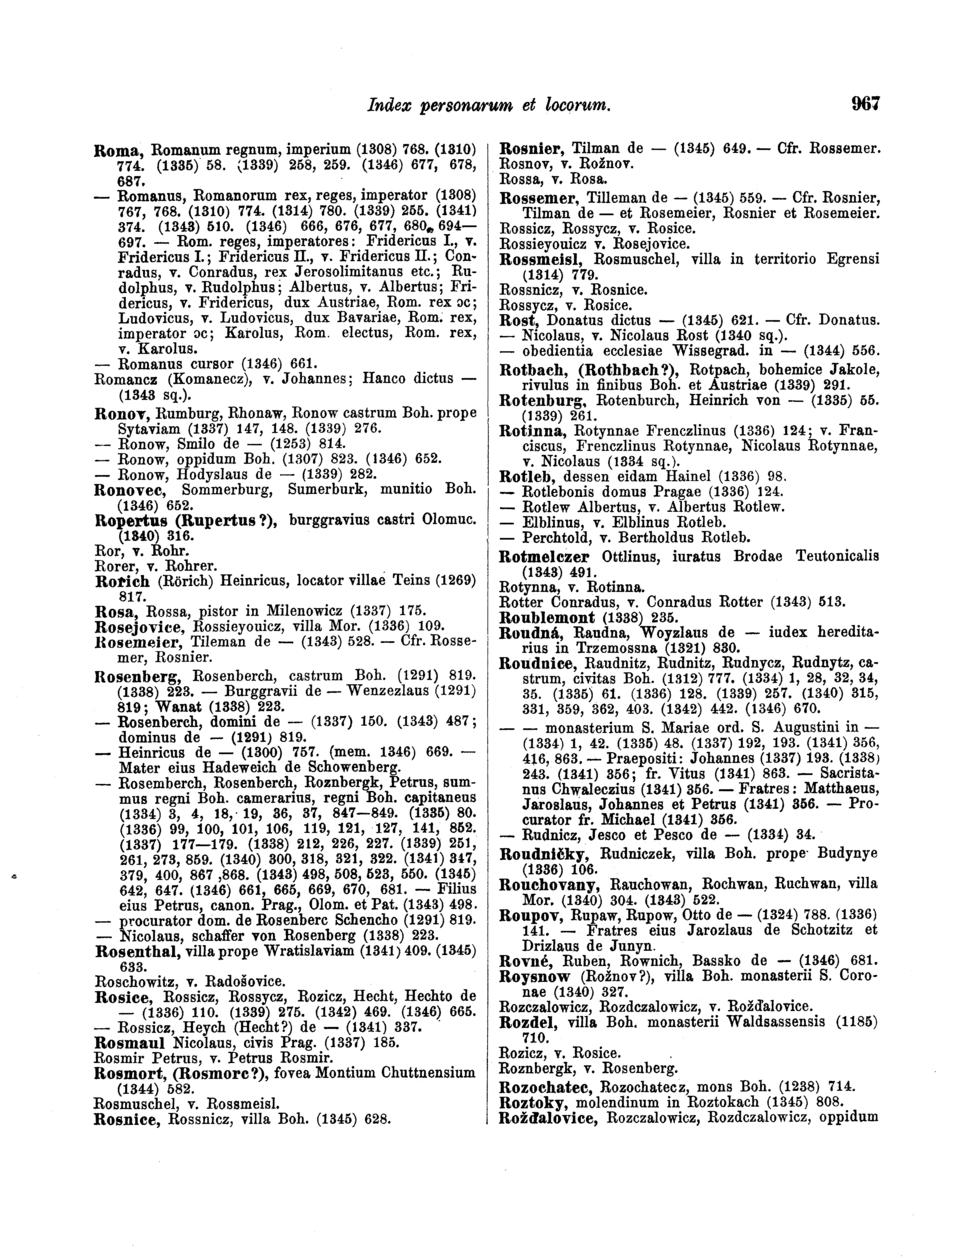 Index personarum et locorum. 967
Roma, Romanum regnum, imperium (1308) 768. (1310)
774. (1335) 58. (1339) 258, 259. (1346) 677, 678,
687.
— Romanus, Romanorum rex, reges, imperator (1308)
767, 768. (1310) 774. (1314) 780. (1339) 255. (1341)
374. (1343) 510. (1346) 666, 676, 677, 680, 694—
697. — Rom. reges, imperatores: Fridericus I., v.
Fridericus I.; Fridericus II., v. Fridericus II.; Con-
radus, v. Conradus, rex Jerosolimitanus etc.; Ru-
dolphus, v. Rudolphus; Albertus, v. Albertus; Fri-
dericus, v. Fridericus, dux Austriae, Rom. rex ɔc;
Ludovicus, v. Ludovicus, dux Bavariae, Rom. rex,
imperator ɔc; Karolus, Rom. electus, Rom. rex,
v. Karolus.
— Romanus cursor (1346) 661.
Romancz (Komanecz), v. Johannes; Hanco dictus —
(1343 sq.).
Ronov, Rumburg, Rhonaw, Ronow castrum Boh. prope
Sytaviam (1337) 147, 148. (1339) 276.
— Ronow, Smilo de — (1253) 814.
— Ronow, oppidum Boh. (1307) 823. (1346) 652.
— Ronow, Hodyslaus de — (1339) 282.
Ronovec, Sommerburg, Sumerburk, munitio Boh.
(1346) 652.
Ropertus (Rupertus?), burggravius castri Olomuc.
(1340) 316.
Ror, v. Rohr.
Rorer, v. Rohrer.
Rorich (Rörich) Heinricus, locator villae Teins (1269)
817.
Rosa, Rossa, pistor in Milenowicz (1337) 175.
Rosejovice, Rossieyouicz, villa Mor. (1336) 109.
Rosemeier, Tileman de — (1343) 528. — Cfr. Rosse-
mer, Rosnier.
Rosenberg, Rosenberch, castrum Boh. (1291) 819.
(1338) 223. — Burggravii de — Wenzezlaus (1291)
819; Wanat (1338) 223.
— Rosenberch, domini de — (1337) 150. (1343) 487;
dominus de — (1291) 819.
— Heinricus de — (1300) 757. (mem. 1346) 669. —
Mater eius Hadeweich de Schowenberg.
— Rosemberch, Rosenberch, Roznbergk, Petrus, sum-
mus regni Boh. camerarius, regni Boh. capitaneus
(1334) 3, 4, 18, 19, 36, 37, 847—849. (1335) 80.
(1336) 99, 100, 101, 106, 119, 121, 127, 141, 852.
(1337) 177—179. (1338) 212, 226, 227. (1339) 251,
261, 273, 859. (1340) 300, 318, 321, 322. (1341) 347,
379, 400, 867 ,868. (1343) 498, 508, 523, 550. (1345)
642, 647. (1346) 661, 665, 669, 670, 681. — Filius
eius Petrus, canon. Prag., Olom. et Pat. (1343) 498.
— procurator dom. de Rosenberc Schencho (1291) 819.
— Nicolaus, schaffer von Rosenberg (1338) 223.
Rosenthal, villa prope Wratislaviam (1341) 409. (1345)
633.
Roschowitz, v. Radošovice.
Rosice, Rossicz, Rossycz, Rozicz, Hecht, Hechto de
— (1336) 110. (1339) 275. (1342) 469. (1346) 665.
— Rossicz, Heych (Hecht?) de — (1341) 337.
Rosmaul Nicolaus, civis Prag. (1337) 185.
Rosmir Petrus, v. Petrus Rosmir.
Rosmort, (Rosmorc?), fovea Montium Chuttnensium
(1344) 582.
Rosmuschel, v. Rossmeisl.
Rosnice, Rossnicz, villa Boh. (1345) 628.
Rosnier, Tilman de — (1345) 649. — Cfr. Rossemer.
Rosnov, v. Rožnov.
Rossa, v. Rosa.
Rossemer, Tilleman de — (1345) 559. — Cfr. Rosnier,
Tilman de — et Rosemeier, Rosnier et Rosemeier.
Rossicz, Rossycz, v. Rosice.
Rossieyouicz v. Rosejovice.
Rossmeisl, Rosmuschel, villa in territorio Egrensi
(1314) 779.
Rossnicz, v. Rosnice.
Rossycz, v. Rosice.
Rost, Donatus dictus — (1345) 621. — Cfr. Donatus.
— Nicolaus, v. Nicolaus Rost (1340 sq.).
— obedientia ecclesiae Wissegrad. in — (1344) 556.
Rotbach, (Rothbach?), Rotpach, bohemice Jakole,
rivulus in finibus Boh. et Austriae (1339) 291.
Rotenburg, Rotenburch, Heinrich von — (1335) 55.
(1339) 261.
Rotinna, Rotynnae Frenczlinus (1336) 124; v. Fran-
ciscus, Frenczlinus Rotynnae, Nicolaus Rotynnae,
v. Nicolaus (1334 sq.).
Rotleb, dessen eidam Hainel (1336) 98.
— Rotlebonis domus Pragae (1336) 124.
— Rotlew Albertus, v. Albertus Rotlew.
— Elblinus, v. Elblinus Rotleb.
— Perchtold, v. Bertholdus Rotleb.
Rotmelczer Ottlinus, iuratus Brodae Teutonicalis
(1343) 491.
Rotynna, v. Rotinna.
Rotter Conradus, v. Conradus Rotter (1343) 513.
Roublemont (1338) 235.
Roudná, Raudna, Woyzlaus de — iudex heredita-
rius in Trzemossna (1321) 830.
Roudnice, Raudnitz, Rudnitz, Rudnycz, Rudnytz, ca-
strum, civitas Boh. (1312) 777. (1334) 1, 28, 32, 34,
35. (1335) 61. (1336) 128. (1339) 257. (1340) 315,
331, 359, 362, 403. (1342) 442. (1346) 670.
— — monasterium S. Mariae ord. S. Augustini in —
(1334) 1, 42. (1335) 48. (1337) 192, 193. (1341) 356,
416, 863. — Praepositi: Johannes (1337) 193. (1338)
243. (1341) 356; fr. Vitus (1341) 863. — Sacrista-
nus Chwaleczius (1341) 356. — Fratres: Matthaeus,
Jaroslaus, Johannes et Petrus (1341) 356. — Pro-
curator fr. Michael (1341) 356.
— Rudnicz, Jesco et Pesco de — (1334) 34.
Roudničky, Rudniczek, villa Boh. prope Budynye
(1336) 106.
Rouchovany, Rauchowan, Rochwan, Ruchwan, villa
Mor. (1340) 304. (1343) 522.
Roupov, Rupaw, Rupow, Otto de — (1324) 788. (1336)
141. — Fratres eius Jarozlaus de Schotzitz et
Drizlaus de Junyn.
Rovné, Ruben, Rownich, Bassko de — (1346) 681.
Roysnow (Rožnov?), villa Boh. monasterii S. Coro-
nae (1340) 327.
Rozczalowicz, Rozdczalowicz, v. Rožďalovice.
Rozdel, villa Boh. monasterii Waldsassensis (1185)
710.
Rozicz, v. Rosice.
Roznbergk, v. Rosenberg.
Rozochatec, Rozochatecz, mons Boh. (1238) 714.
Roztoky, molendinum in Roztokach (1345) 808.
Rožďalovice, Rozczalowicz, Rozdczalowicz, oppidum